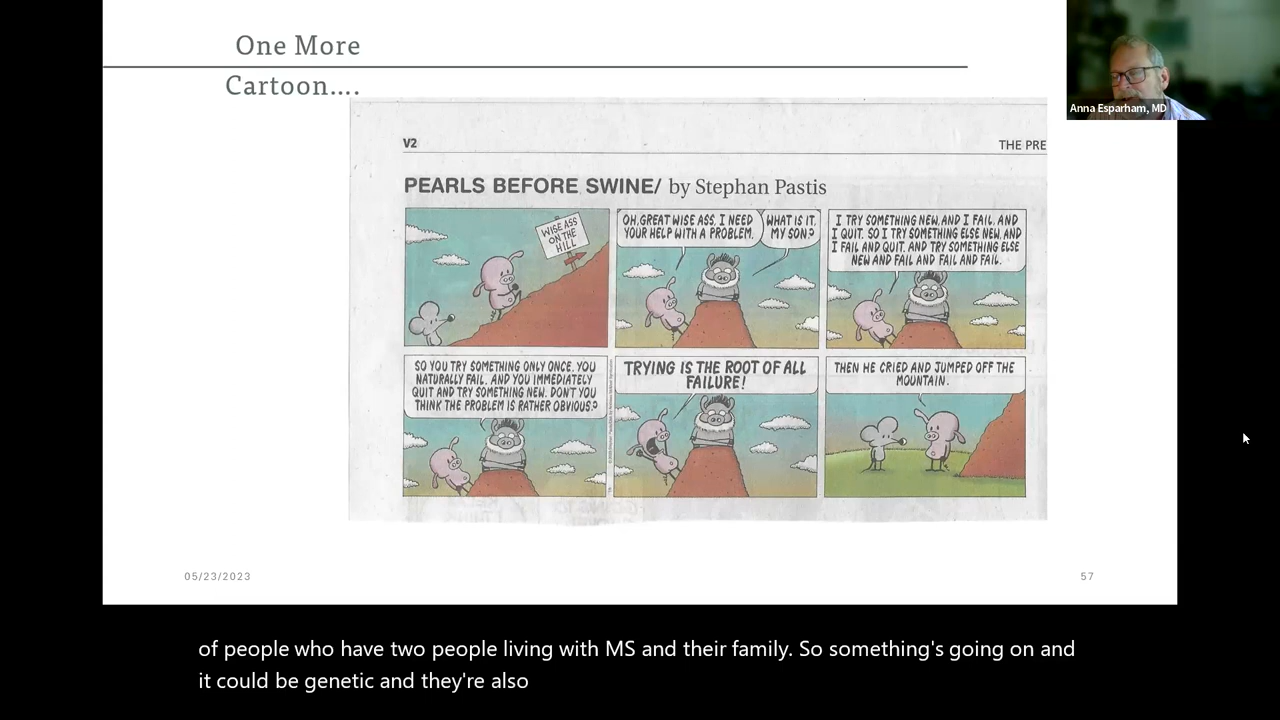 One More
Cartoon....
Anna Esparham, MD
V2
THE PRE
PEARLS BEFORE SWINE/ by Stephan Pastis
WISE ASS
ON THE
HILL
OH, GREAT WISE ASS, I NEED
YOUR HELP WITH A PROBLEM.
WHAT IS IT,
MY SON?
I TRY SOMETHING NEW, AND I FAIL, AND
I QUIT. SO I TRY SOMETHING ELSE NEW, AND
I FAIL AND QUIT. AND TRY SOMETHING ELSE
NEW AND FAIL AND FAIL AND FAIL.
SO YOU TRY SOMETHING ONLY ONCE. YOU
NATURALLY FAIL. AND YOU IMMEDIATELY
QUIT AND TRY SOMETHING NEW. DON'T YOU
THINK THE PROBLEM IS RATHER OBVIOUS?
TRYING IS THE ROOT OF ALL
FAILURE!
THEN HE CRIED AND JUMPED OFF THE
MOUNTAIN.
05/23/2023
57
of people who have two people living with MS and their family. So something's going on and
it could be genetic and they're also